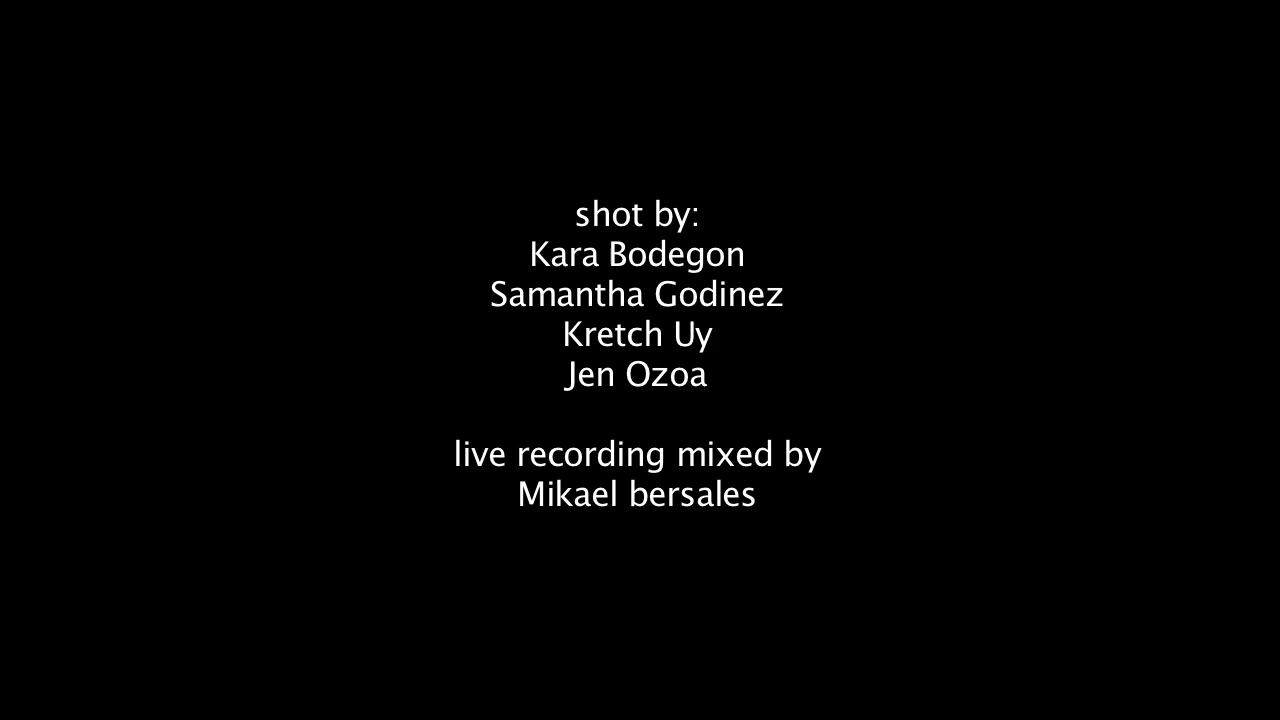 shot by:
Kara Bodegon
Samantha Godinez
Kretch Uy
Jen Ozoa
live recording mixed by
Mikael bersales